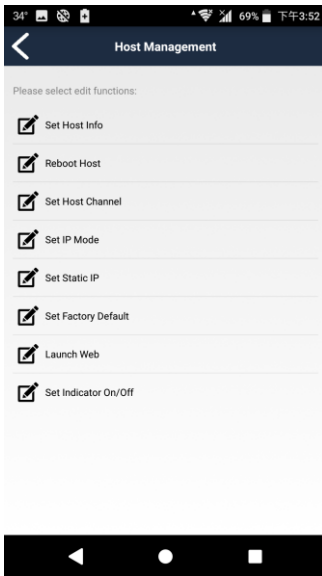 34° 69% 下午3:52
Host Management
Please select edit functions:
Set Host Info
Reboot Host
Set Host Channel
Set IP Mode
Set Static IP
Set Factory Default
Launch Web
Set Indicator On/Off